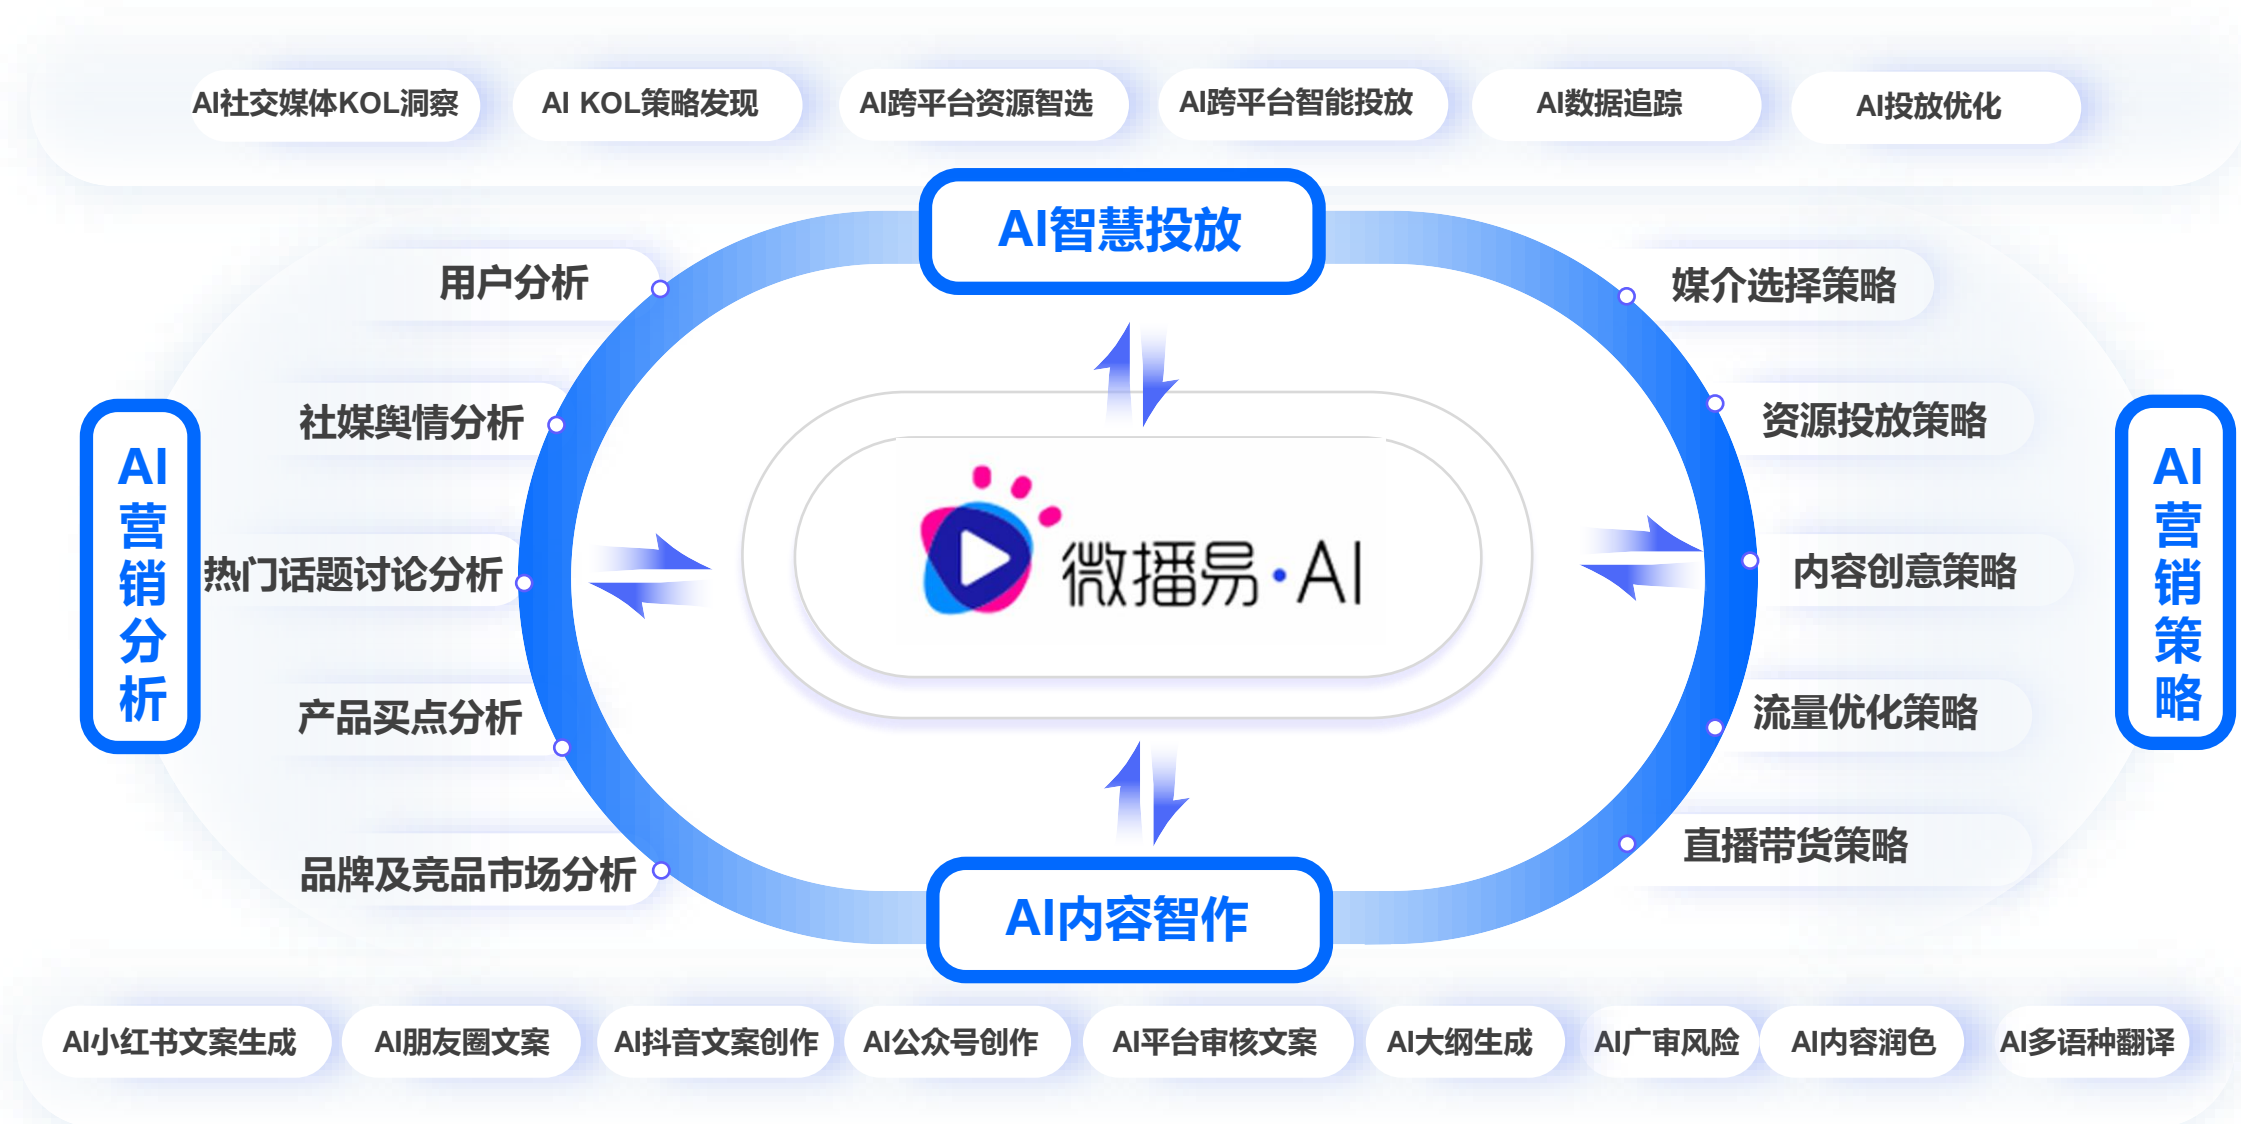 AI社交媒体KOL洞察
AI KOL策略发现
AI跨平台资源智选
AI跨平台智能投放
AI数据追踪
AI投放优化
AI智慧投放
用户分析
社媒舆情分析
热门话题讨论分析
产品买点分析
品牌及竞品市场分析
AI
营
销
分
析
微播易·AI
媒介选择策略
资源投放策略
内容创意策略
流量优化策略
直播带货策略
AI
营
销
策
略
AI内容智作
AI小红书文案生成
AI朋友圈文案
AI抖音文案创作
AI公众号创作
AI平台审核文案
AI大纲生成
AI广审风险
AI内容润色
AI多语种翻译